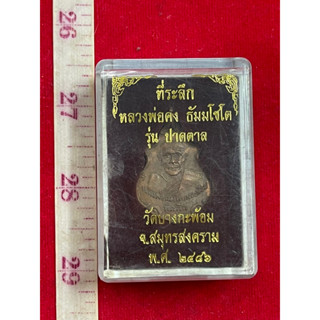 26
27
28
29
ที่ระลึก
หลวงพ่อคง ธัมมโชโต
รุ่น ปาดตาล
วัดบางกะพ้อม
จ.สมุทรสงคราม
พ.ศ. ๒๔๘๖